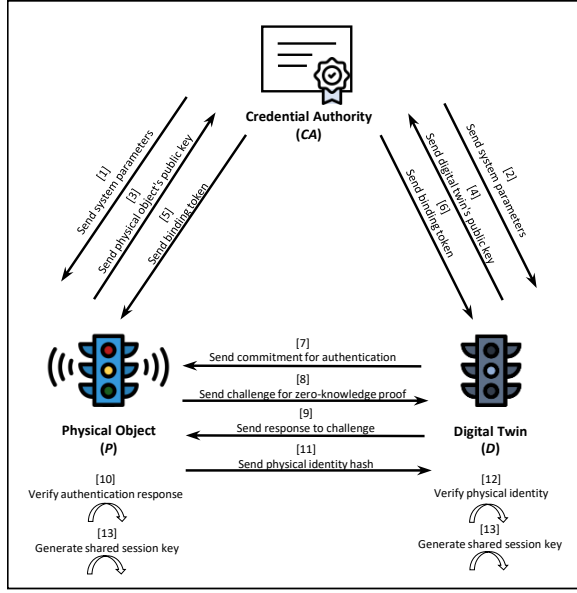 Credential Authority
(CA)
[1]
Send system parameters
[3]
Send physical object's public key
[5]
Send binding token
[2]
Send system parameters
[4]
Send digital twin's public key
[6]
Send binding token
[7]
Send commitment for authentication
[8]
Send challenge for zero-knowledge proof
[9]
Send response to challenge
[11]
Send physical identity hash
Physical Object
(P)
Digital Twin
(D)
[10]
Verify authentication response
[13]
Generate shared session key
[12]
Verify physical identity
[13]
Generate shared session key